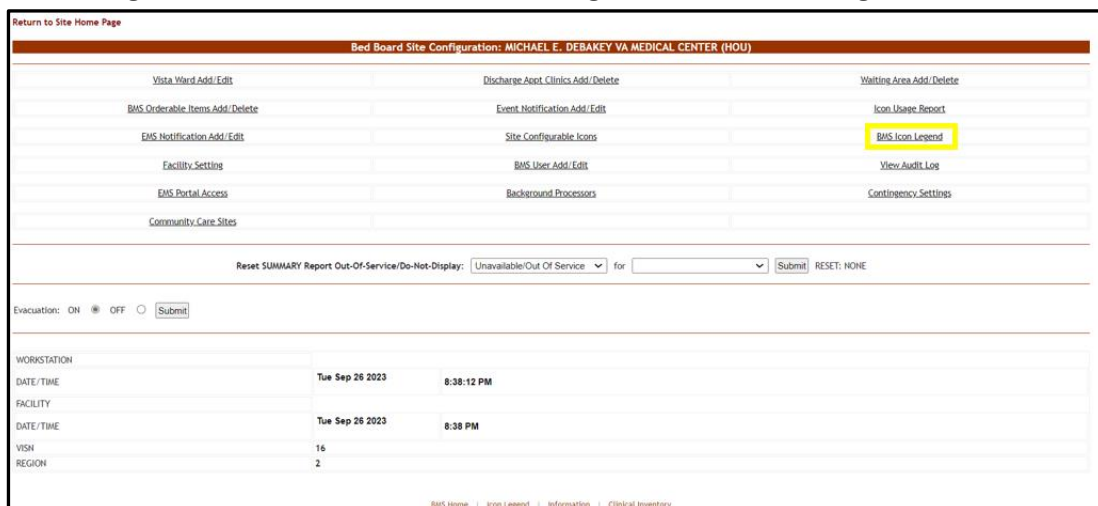 Return to Site Home Page
Bed Board Site Configuration: MICHAEL E. DEBAKEY VA MEDICAL CENTER (HOU)
Vista Ward Add/Edit Discharge Appt Clinics Add/Delete Waiting Area Add/Delete
BMS Orderable Items Add/Delete Event Notification Add/Edit Icon Usage Report
EMS Notification Add/Edit Site Configurable Icons BMS Icon Legend
Facility Setting BMS User Add/Edit View Audit Log
EMS Portal Access Background Processors Contingency Settings
Community Care Sites
Reset SUMMARY Report Out-Of-Service/Do-Not-Display: Unavailable/Out Of Service for Submit RESET: NONE
Evacuation: ON OFF Submit
WORKSTATION
DATE/TIME Tue Sep 26 2023 8:38:12 PM
FACILITY
DATE/TIME Tue Sep 26 2023 8:38 PM
VISN 16
REGION 2
BMS Home | Icon Legend | Information | Clinical Inventory